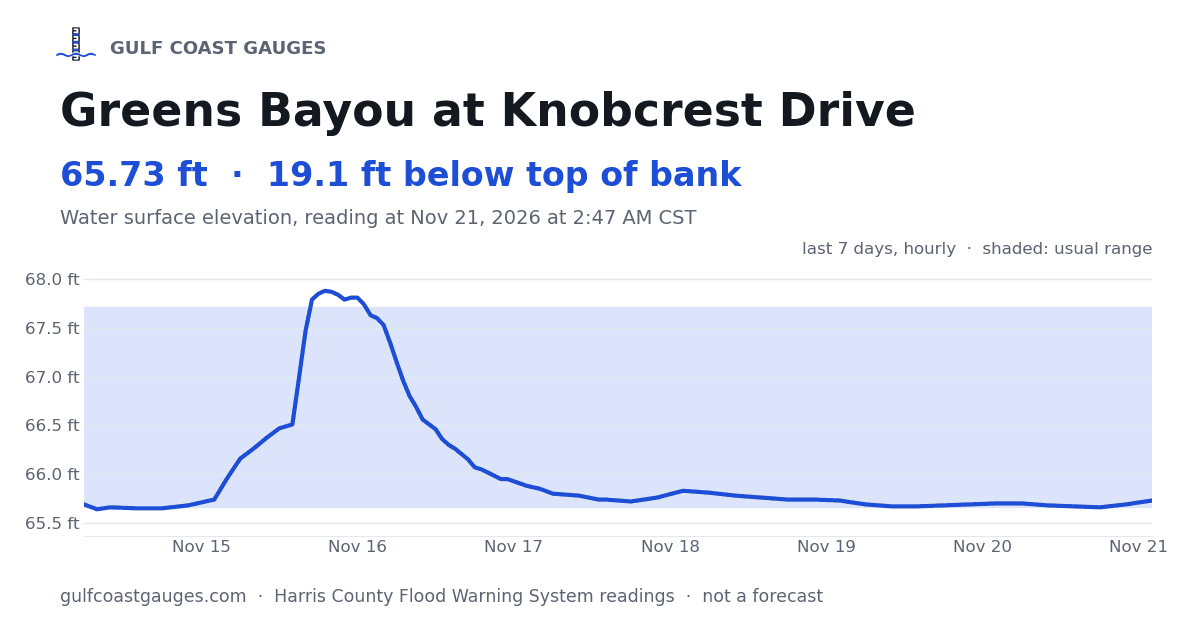 GULF COAST GAUGES
Greens Bayou at Knobcrest Drive
65.73 ft · 19.1 ft below top of bank
Water surface elevation, reading at Nov 21, 2026 at 2:47 AM CST
last 7 days, hourly · shaded: usual range
68.0 ft
67.5 ft
67.0 ft
66.5 ft
66.0 ft
65.5 ft
Nov 15 Nov 16 Nov 17 Nov 18 Nov 19 Nov 20 Nov 21
gulfcoastgauges.com · Harris County Flood Warning System readings · not a forecast